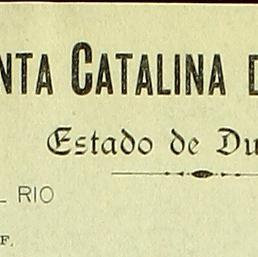 NTA CATALINA D
Estado de Du
L RIO
F.